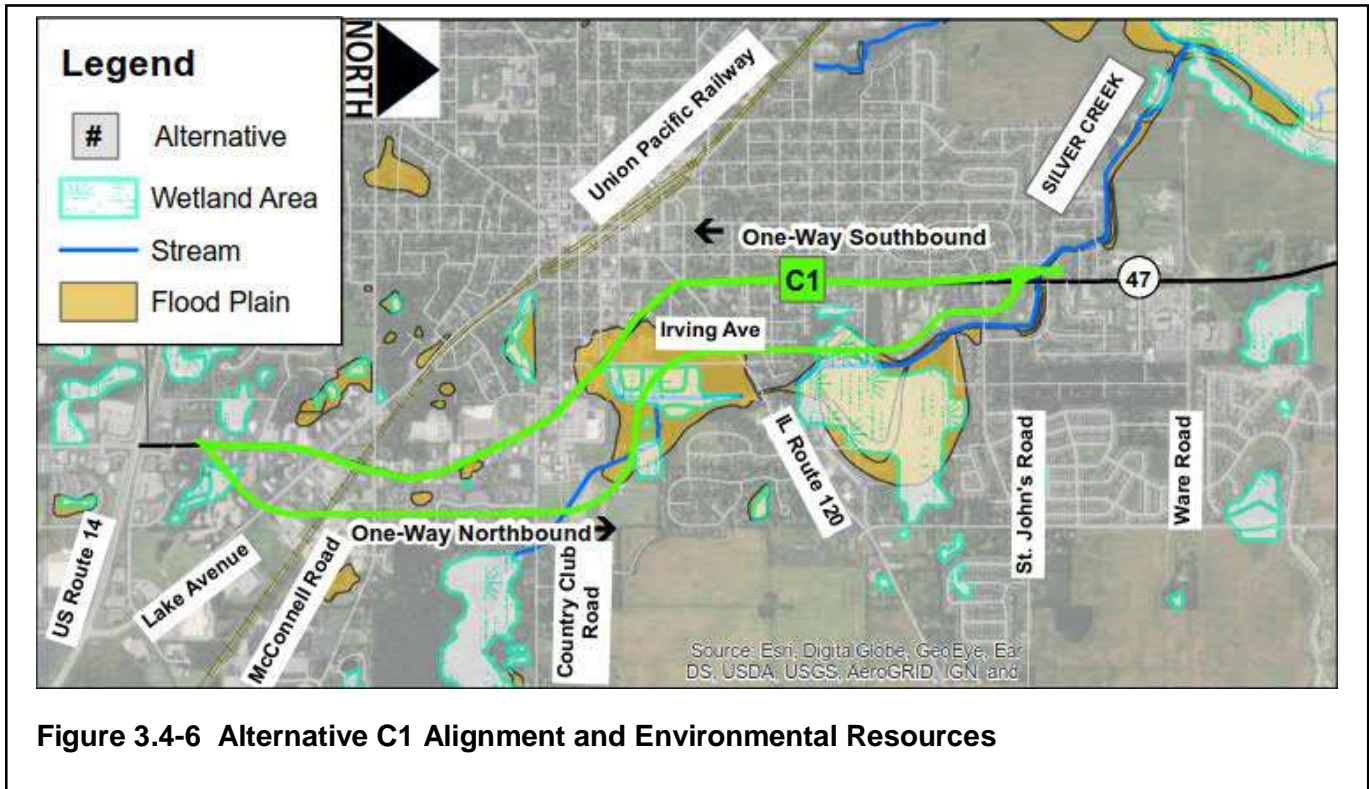 Legend
# Alternative
Wetland Area
Stream
Flood Plain
NORTH
Union Pacific Railway
SILVER CREEK
One-Way Southbound
C1
47
Irving Ave
IL Route 120
St. John's Road
Ware Road
US Route 14
Lake Avenue
McConnell Road
One-Way Northbound
Country Club
Road
Source: Esri, Digital Globe, GeoEye, Ear
DS, USDA, USGS, AeroGRID, IGN, and
Figure 3.4-6 Alternative C1 Alignment and Environmental Resources